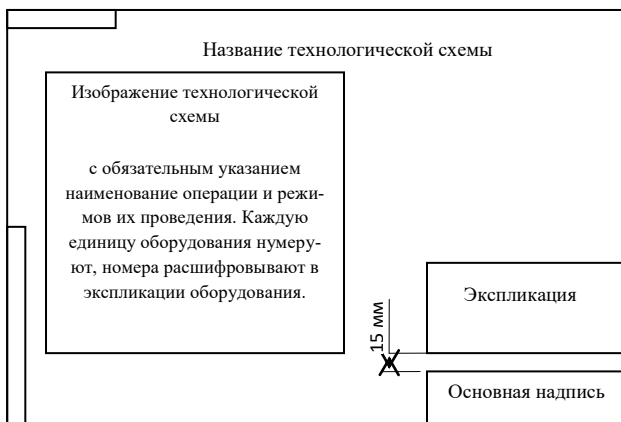 Название технологической схемы
Изображение технологической
схемы
с обязательным указанием
наименование операции и режи-
мов их проведения. Каждую
единицу оборудования нумеру-
ют, номера расшифровывают в
экспликации оборудования.
Экспликация
15 мм
Основная надпись